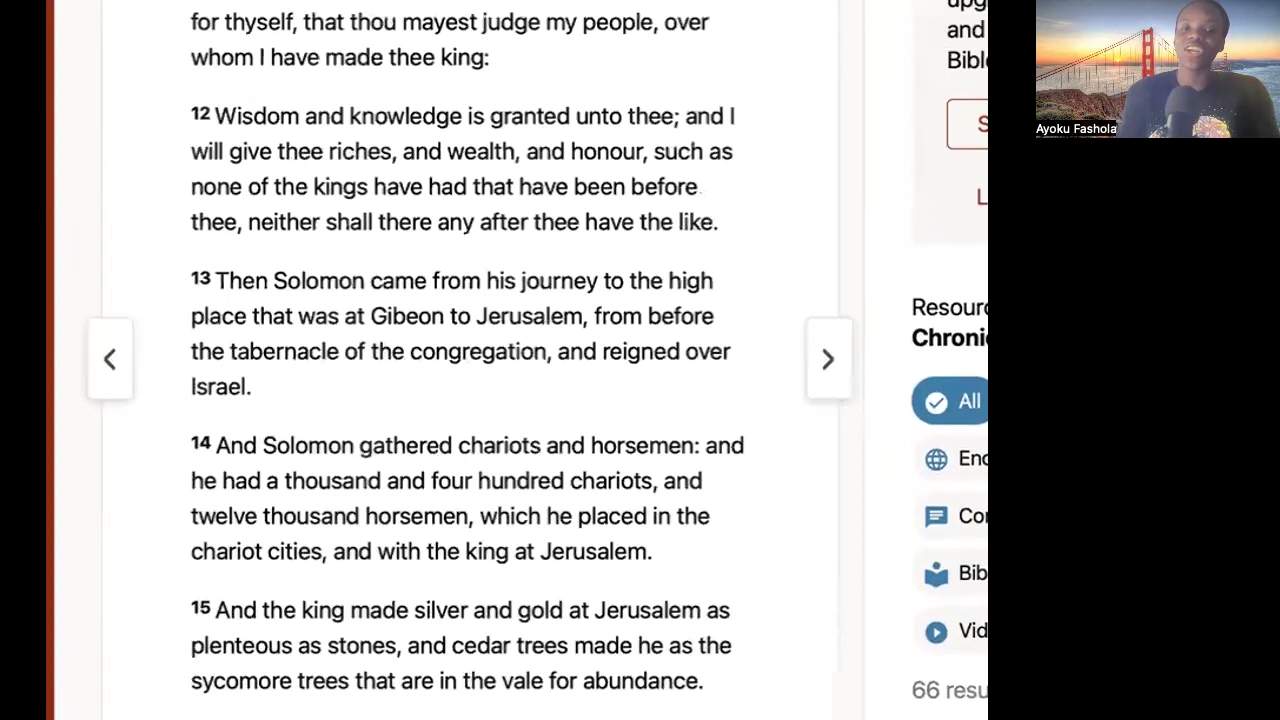 for thyself, that thou mayest judge my people, over
whom I have made thee king:
12 Wisdom and knowledge is granted unto thee; and I
will give thee riches, and wealth, and honour, such as
none of the kings have had that have been before
thee, neither shall there any after thee have the like.
13 Then Solomon came from his journey to the high
place that was at Gibeon to Jerusalem, from before
the tabernacle of the congregation, and reigned over
Israel.
14 And Solomon gathered chariots and horsemen: and
he had a thousand and four hundred chariots, and
twelve thousand horsemen, which he placed in the
chariot cities, and with the king at Jerusalem.
15 And the king made silver and gold at Jerusalem as
plenteous as stones, and cedar trees made he as the
sycomore trees that are in the vale for abundance.
upg
and
Bibl
S
L
Resourc
Chroni
All
Enc
Cor
Bib
Vid
66 resu
Ayoku Fashola